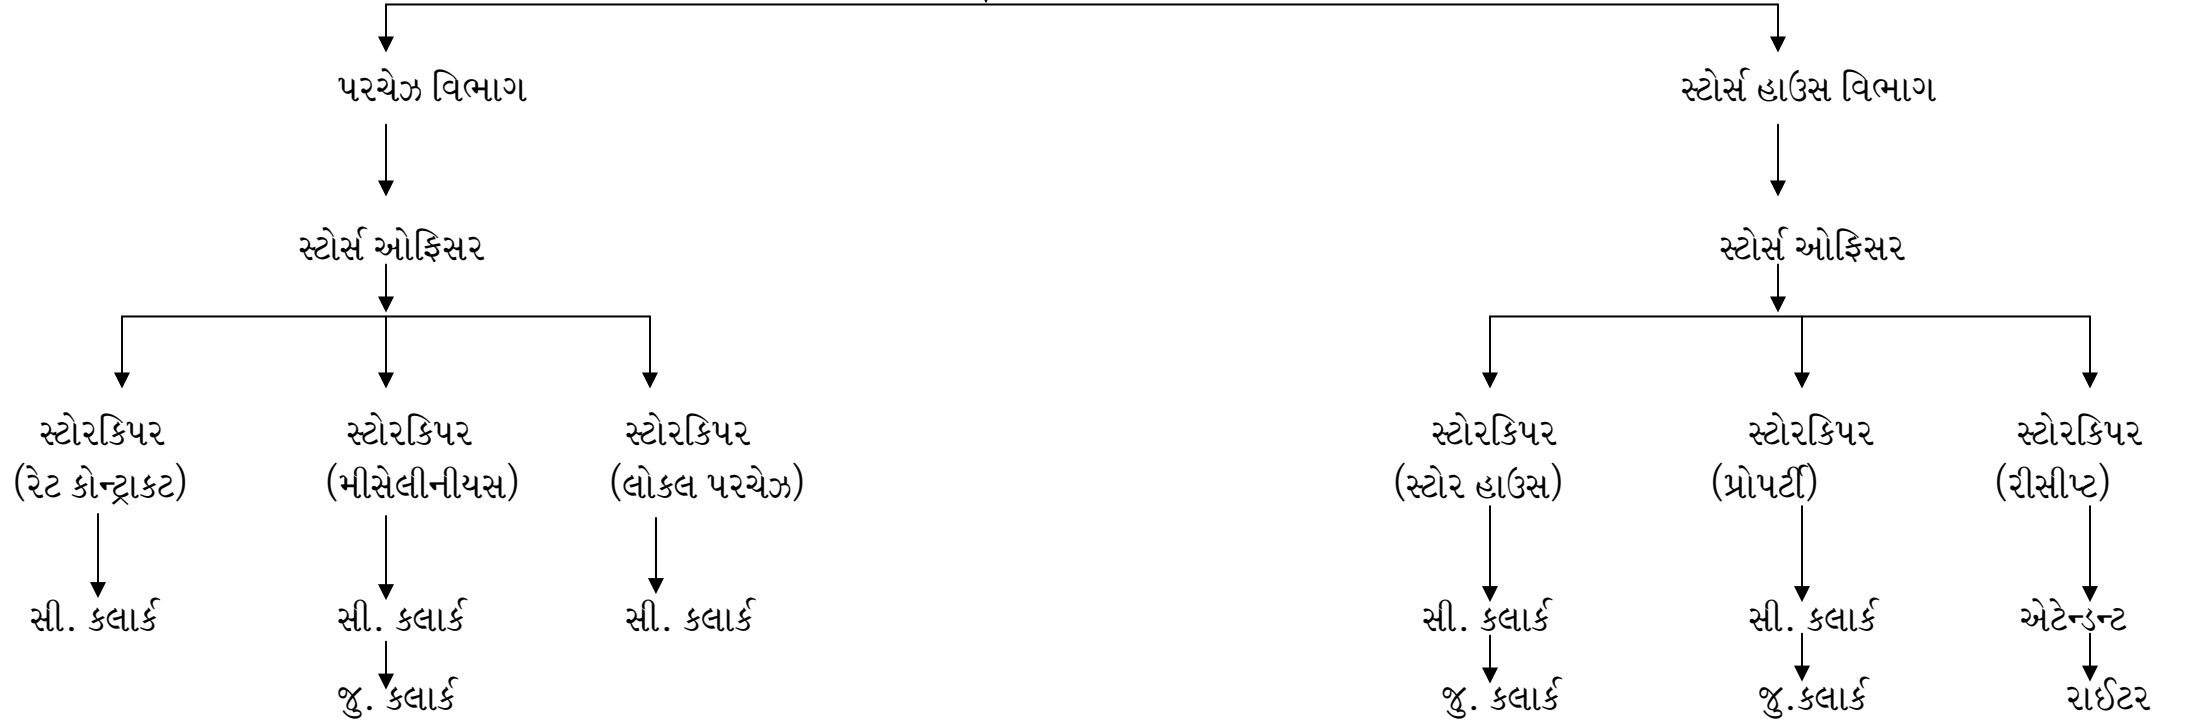 પરચેઝ વિભાગ
સ્ટોર્સ હાઉસ વિભાગ
સ્ટોર્સ ઓફિસર
સ્ટોર્સ ઓફિસર
સ્ટોરકિપર
સ્ટોરકિપર
સ્ટોરકિપર
સ્ટોરકિપર
સ્ટોરકિપર
સ્ટોરકિપર
(રેટ કોન્ટ્રાકટ)
(મીસેલીનીયસ)
(લોકલ પરચેઝ)
(સ્ટોર હાઉસ)
(પ્રોપર્ટી)
(રીસીપ્ટ)
સી. કલાર્ક
સી. કલાર્ક
સી. કલાર્ક
સી. કલાર્ક
સી. કલાર્ક
એટેન્ડન્ટ
જુ. કલાર્ક
જુ. કલાર્ક
જુ.કલાર્ક
રાઈટર